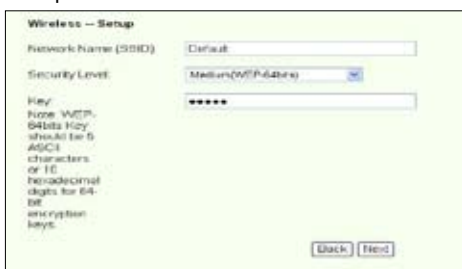 Wireless -- Setup
Network Name (SSID) Default
Security Level: Medium(WEP-64bits)
Key: •••••
Note: WEP-
64bits Key
should be 5
ASCII
characters
or 10
hexadecimal
digits for 64-
bit
encryption
keys.
Back Next